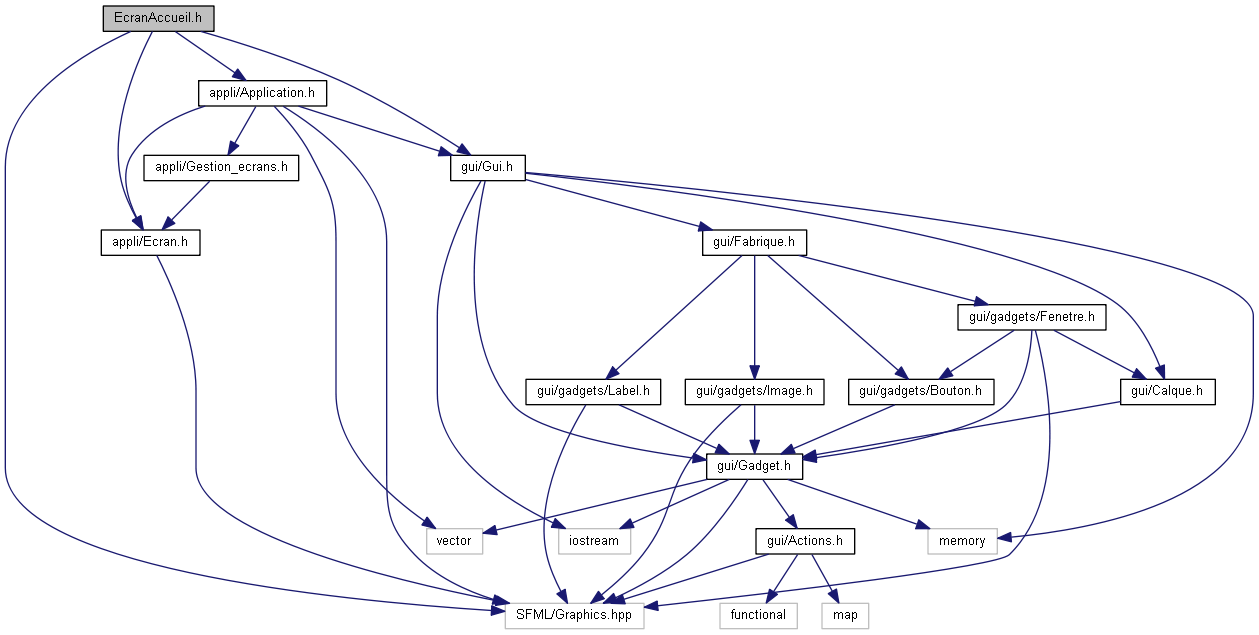 EcranAccueil.h
appli/Application.h
appli/Gestion_ecrans.h
gui/Gui.h
appli/Ecran.h
gui/Fabrique.h
gui/gadgets/Fenetre.h
gui/gadgets/Label.h
gui/gadgets/Image.h
gui/gadgets/Bouton.h
gui/Calque.h
gui/Gadget.h
vector
iostream
gui/Actions.h
memory
SFML/Graphics.hpp
functional
map